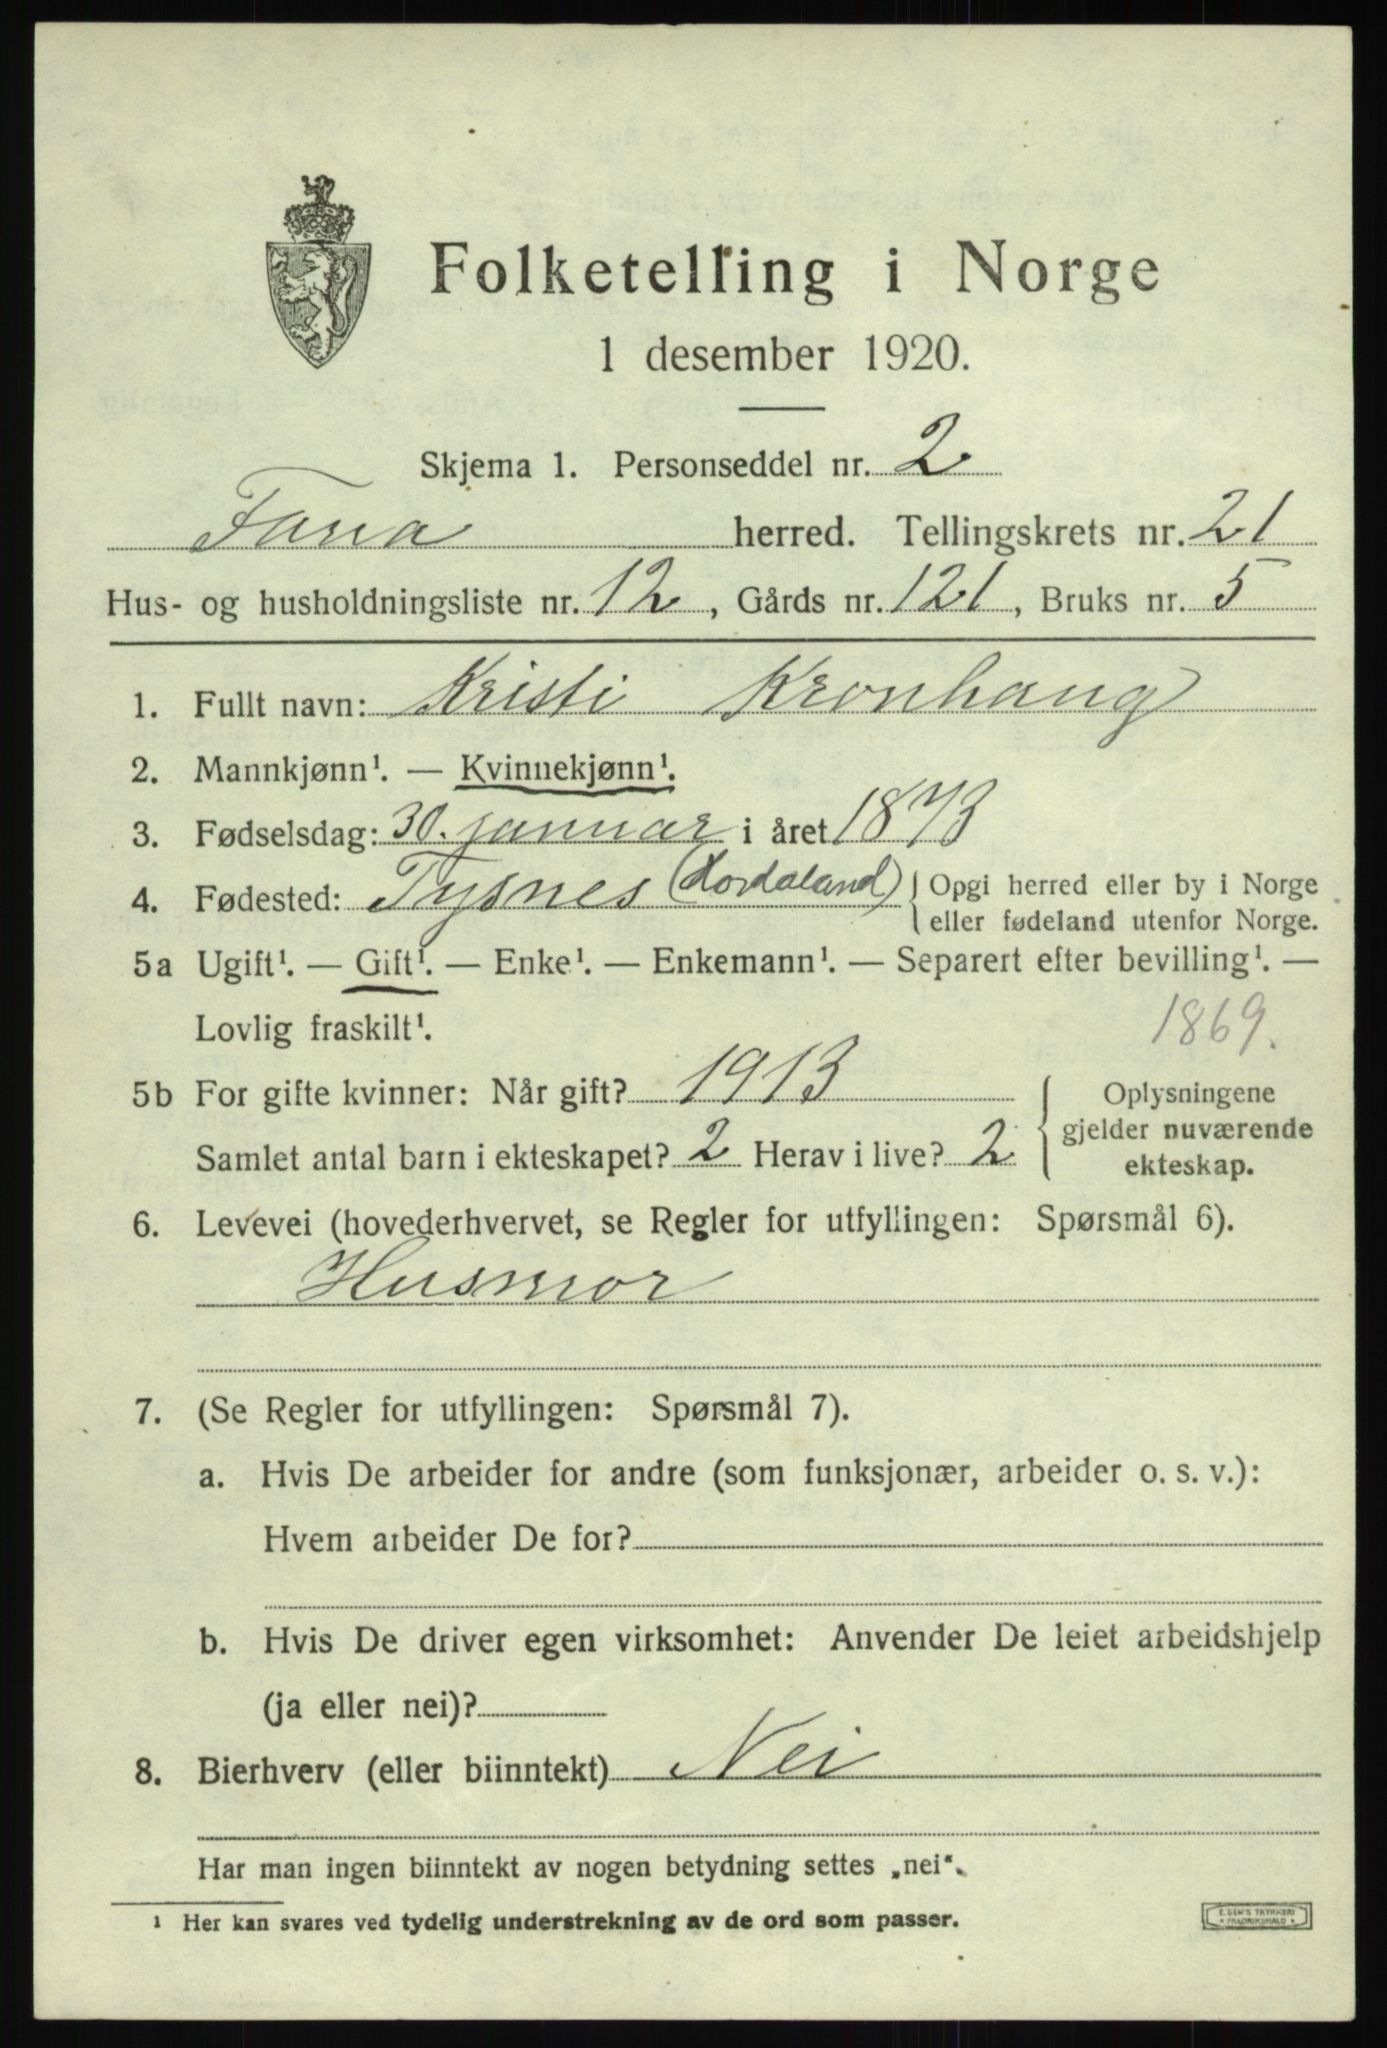 Folketelling i Norge
1 desember 1920.
Skjema 1. Personseddel nr. 2
Fana herred. Tellingskrets nr. 21
Hus- og husholdningsliste nr. 12, Gårds nr. 121, Bruks nr. 5
1. Fullt navn: Kristi Kronhaug
2. Mannkjønn¹. — Kvinnekjønn¹.
3. Fødselsdag: 30. januar i året 1873
4. Fødested: Tysnes (Hordaland) { Opgi herred eller by i Norge
eller fødeland utenfor Norge.
5a Ugift¹. — Gift¹. — Enke¹. — Enkemann¹. — Separert efter bevilling¹. —
Lovlig fraskilt¹. 1869.
5b For gifte kvinner: Når gift? 1913 { Oplysningene
gjelder nuværende
Samlet antal barn i ekteskapet? 2 Herav i live? 2 ekteskap.
6. Levevei (hovederhvervet, se Regler for utfyllingen: Spørsmål 6).
Husmor
7. (Se Regler for utfyllingen: Spørsmål 7).
a. Hvis De arbeider for andre (som funksjonær, arbeider o. s. v.):
Hvem arbeider De for?
b. Hvis De driver egen virksomhet: Anvender De leiet arbeidshjelp
(ja eller nei)?
8. Bierhverv (eller biinntekt) Nei
Har man ingen biinntekt av nogen betydning settes „nei“.
¹ Her kan svares ved tydelig understrekning av de ord som passer.
E. SEM'S TRYKKERI
FREDRIKSHALD